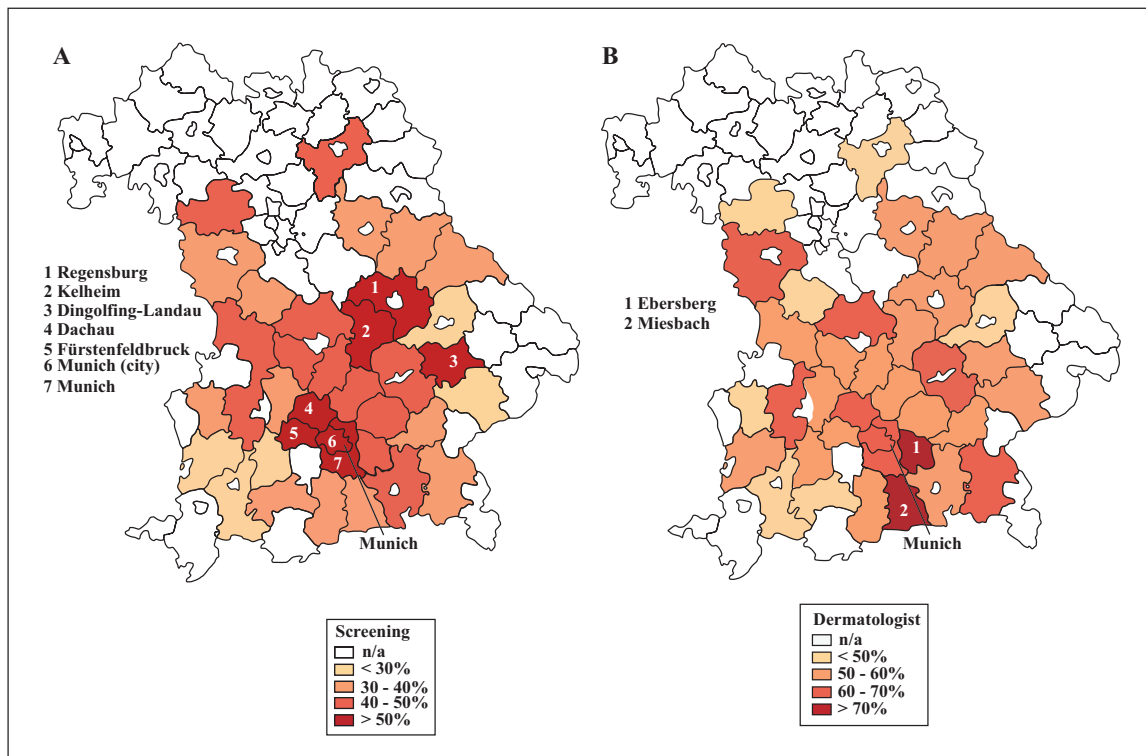 A
B
1 Regensburg
2 Kelheim
3 Dingolfing-Landau
4 Dachau
5 Fürstenfeldbruck
6 Munich (city)
7 Munich
1
2
3
4
5
6
7
Munich
1 Ebersberg
2 Miesbach
1
2
Munich
Screening
n/a
< 30%
30 - 40%
40 - 50%
> 50%
Dermatologist
n/a
< 50%
50 - 60%
60 - 70%
> 70%